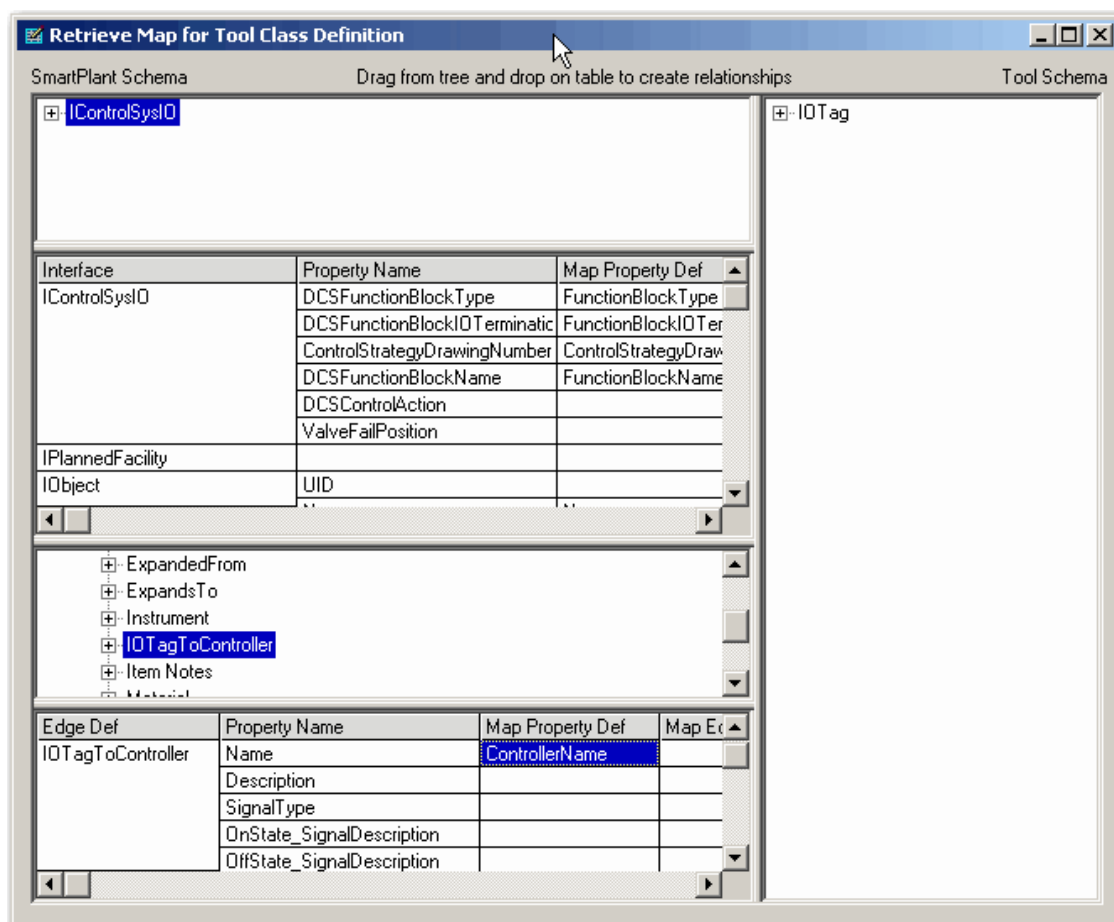 Retrieve Map for Tool Class Definition
SmartPlant Schema Drag from tree and drop on table to create relationships Tool Schema
IControlSysIO IOTag
Interface Property Name Map Property Def
IControlSysIO DCSFunctionBlockType FunctionBlockType
DCSFunctionBlockIOTerminatic FunctionBlockIOTer
ControlStrategyDrawingNumber ControlStrategyDraw
DCSFunctionBlockName FunctionBlockName
DCSControlAction
ValveFailPosition
IPlannedFacility
IObject UID
ExpandedFrom
ExpandsTo
Instrument
IOTagToController
Item Notes
Edge Def Property Name Map Property Def Map Ed
IOTagToController Name ControllerName
Description
SignalType
OnState_SignalDescription
OffState_SignalDescription